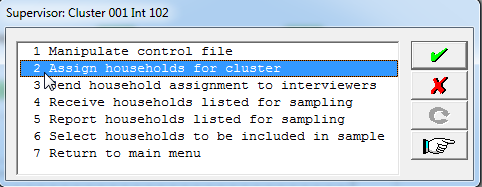 Supervisor: Cluster 001 Int 102
1 Manipulate control file
2 Assign households for cluster
3 Send household assignment to interviewers
4 Receive households listed for sampling
5 Report households listed for sampling
6 Select households to be included in sample
7 Return to main menu